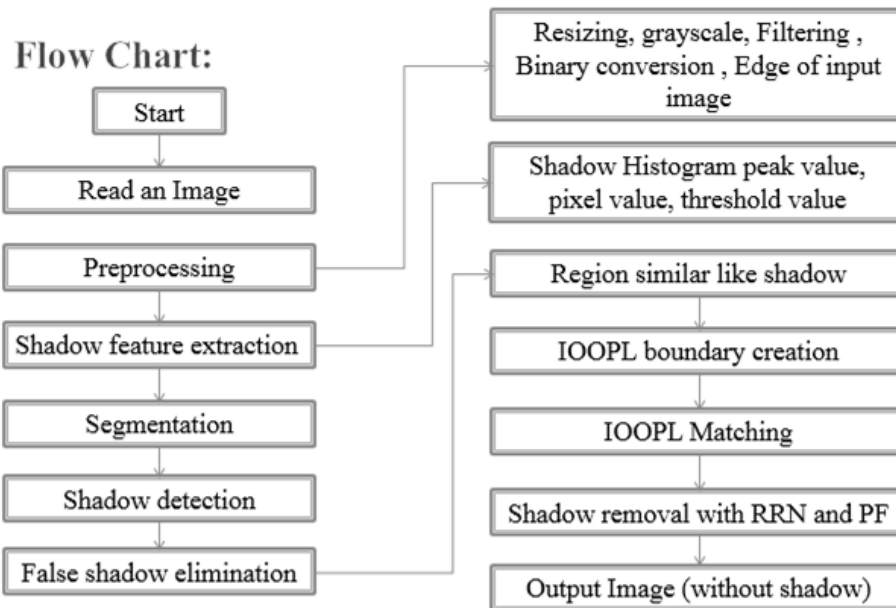 Flow Chart:
Start
Read an Image
Preprocessing
Shadow feature extraction
Segmentation
Shadow detection
False shadow elimination
Resizing, grayscale, Filtering ,
Binary conversion , Edge of input
image
Shadow Histogram peak value,
pixel value, threshold value
Region similar like shadow
IOOPL boundary creation
IOOPL Matching
Shadow removal with RRN and PF
Output Image (without shadow)